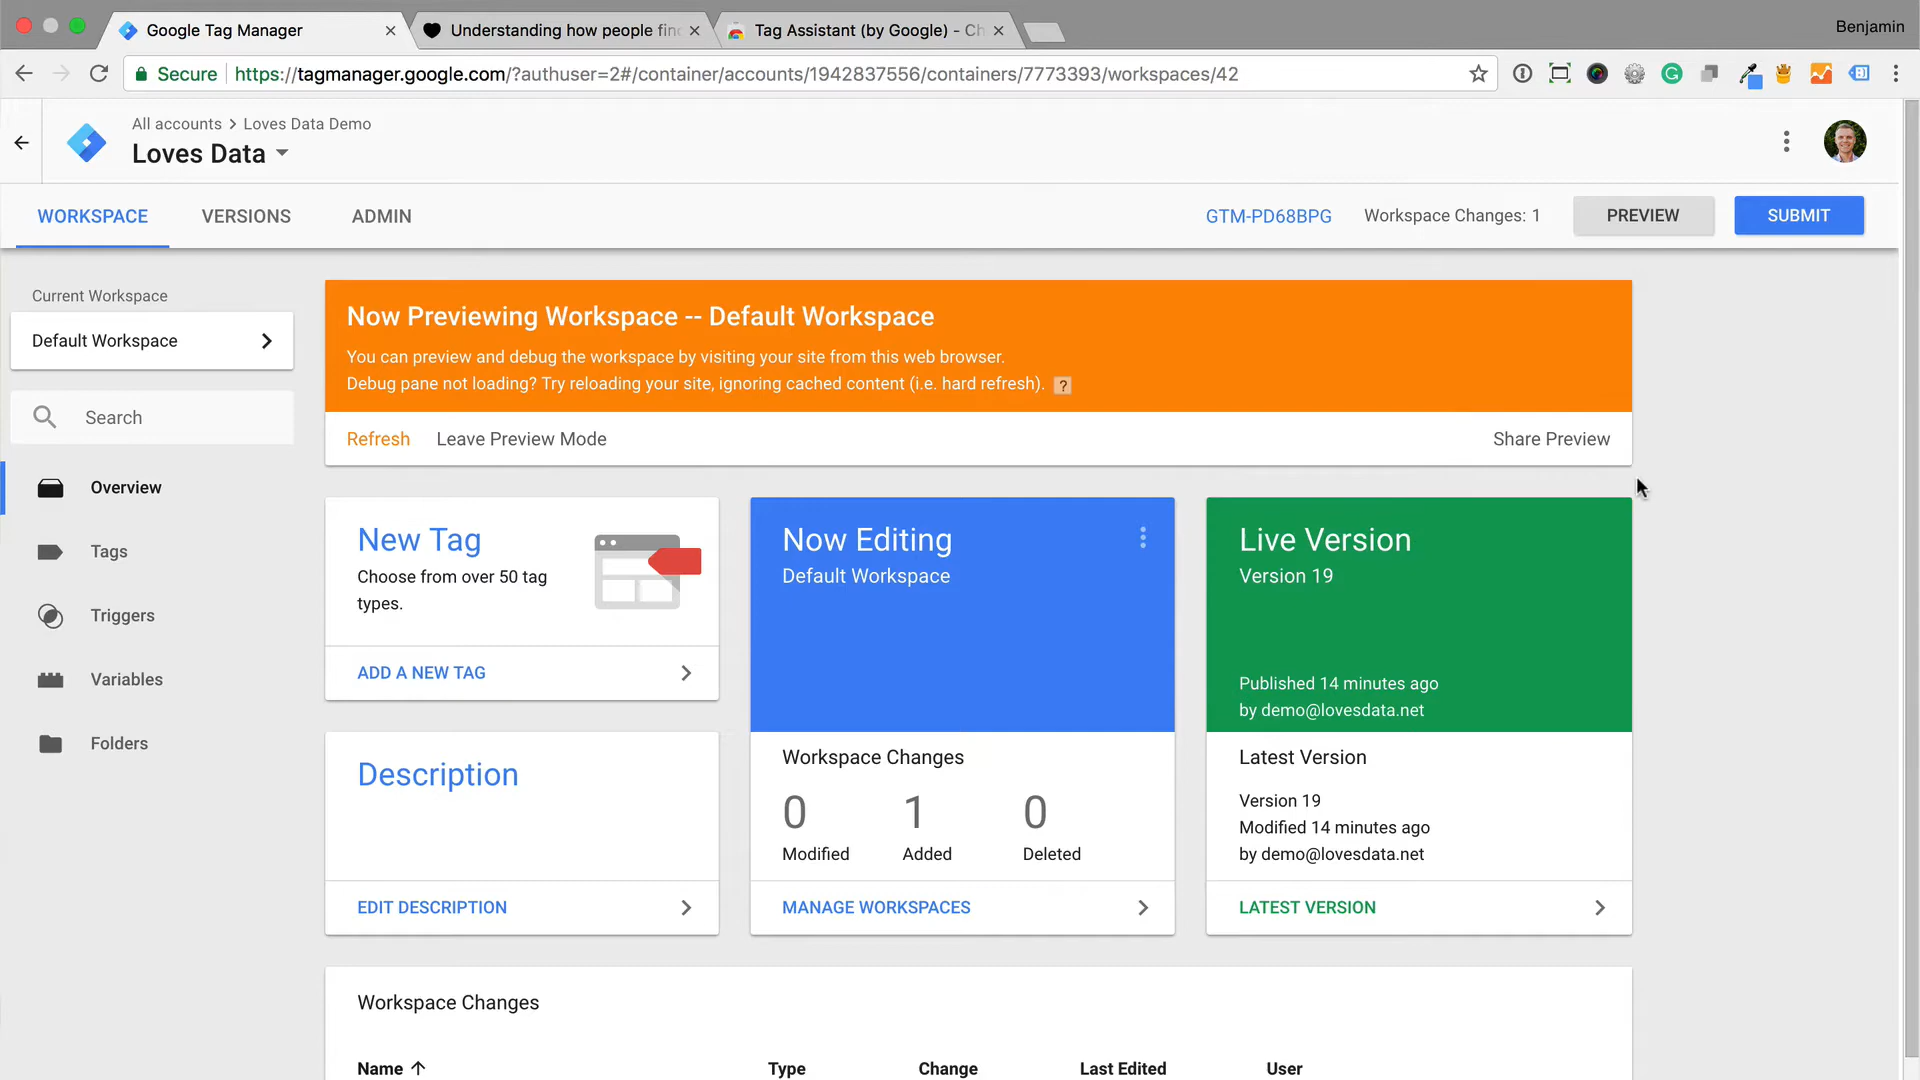 Benjamin
Google Tag Manager
Understanding how people fin
Tag Assistant (by Google) - Ch
Secure
https://tagmanager.google.com/?authuser=2#/container/accounts/1942837556/containers/7773393/workspaces/42
All accounts > Loves Data Demo
Loves Data
WORKSPACE
VERSIONS
ADMIN
GTM-PD68BPG
Workspace Changes: 1
PREVIEW
SUBMIT
Current Workspace
Default Workspace
Search
Overview
Tags
Triggers
Variables
Folders
Now Previewing Workspace -- Default Workspace
You can preview and debug the workspace by visiting your site from this web browser.
Debug pane not loading? Try reloading your site, ignoring cached content (i.e. hard refresh). ?
Refresh
Leave Preview Mode
Share Preview
New Tag
Choose from over 50 tag
types.
ADD A NEW TAG
Description
EDIT DESCRIPTION
Now Editing
Default Workspace
Workspace Changes
0 1 0
Modified Added Deleted
MANAGE WORKSPACES
Live Version
Version 19
Published 14 minutes ago
by demo@lovesdata.net
Latest Version
Version 19
Modified 14 minutes ago
by demo@lovesdata.net
LATEST VERSION
Workspace Changes
Name Type Change Last Edited User